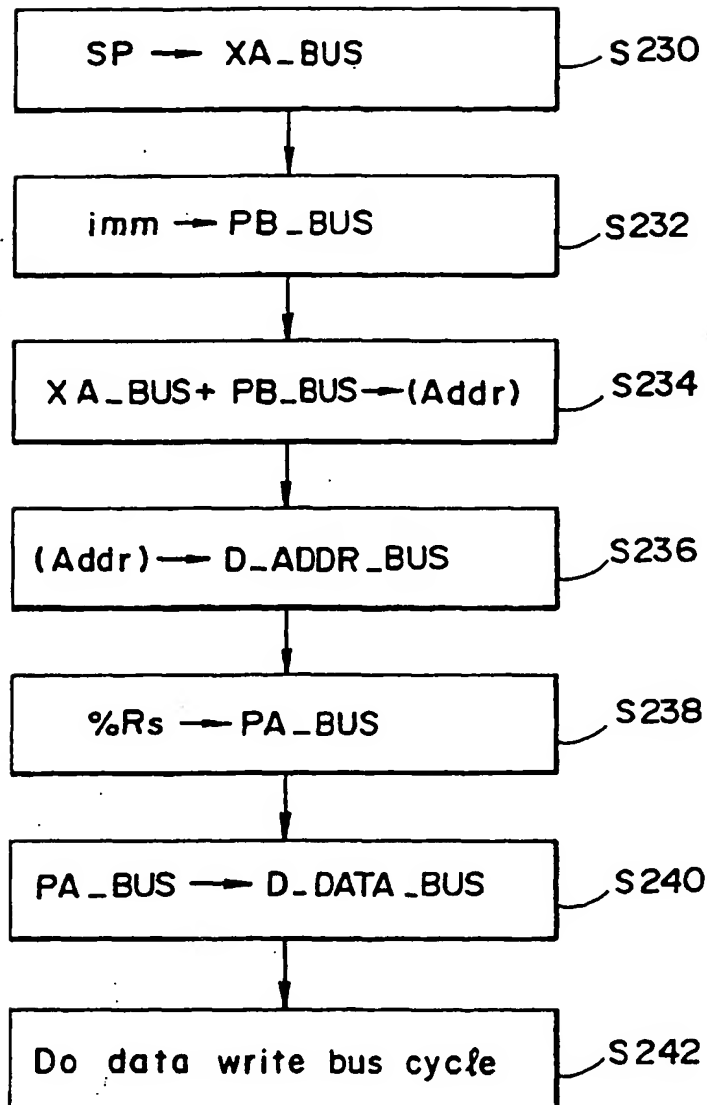 SP → XA_BUS S230
imm → PB_BUS S232
XA_BUS + PB_BUS → (Addr) S234
(Addr) → D_ADDR_BUS S236
%Rs → PA_BUS S238
PA_BUS → D_DATA_BUS S240
Do data write bus cycle S242